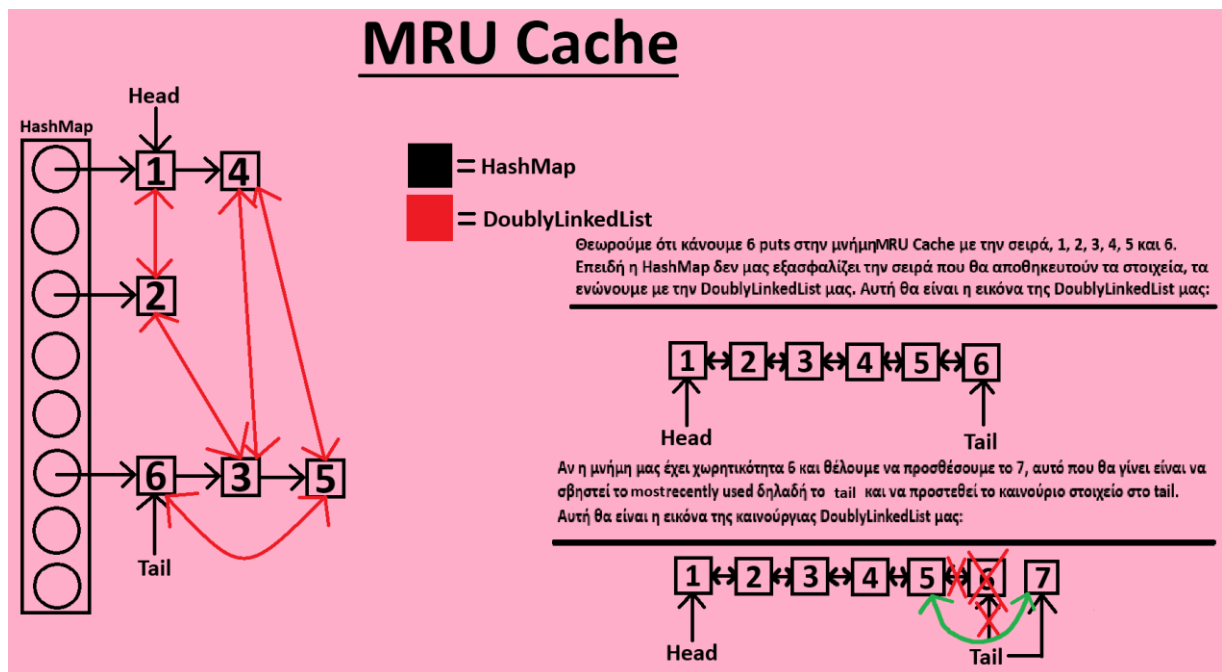 MRU Cache
Head
HashMap
1 4
2
6 3 5
Tail
= HashMap
= DoublyLinkedList
Θεωρούμε ότι κάνουμε 6 puts στην μνήμηMRU Cache με την σειρά, 1, 2, 3, 4, 5 και 6.
Επειδή η HashMap δεν μας εξασφαλίζει την σειρά που θα αποθηκευτούν τα στοιχεία, τα
ενώνουμε με την DoublyLinkedList μας. Αυτή θα είναι η εικόνα της DoublyLinkedList μας:
1 2 3 4 5 6
Head Tail
Αν η μνήμη μας έχει χωρητικότητα 6 και θέλουμε να προσθέσουμε το 7, αυτό που θα γίνει είναι να
σβηστεί το most recently used δηλαδή το tail και να προστεθεί το καινούριο στοιχείο στο tail.
Αυτή θα είναι η εικόνα της καινούργιας DoublyLinkedList μας:
1 2 3 4 5 6 7
Head Tail